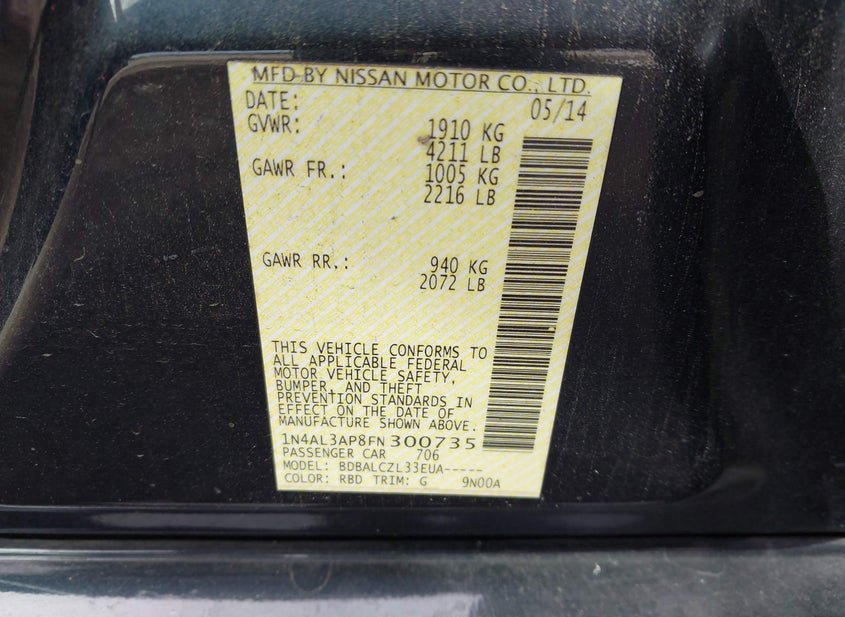 MFD BY NISSAN MOTOR CO., LTD.
DATE: 05/14
GVWR: 1910 KG
4211 LB
GAWR FR.: 1005 KG
2216 LB
GAWR RR.: 940 KG
2072 LB
THIS VEHICLE CONFORMS TO
ALL APPLICABLE FEDERAL
MOTOR VEHICLE SAFETY,
BUMPER, AND THEFT
PREVENTION STANDARDS IN
EFFECT ON THE DATE OF
MANUFACTURE SHOWN ABOVE.
1N4AL3AP8FN300735
PASSENGER CAR 706
MODEL: BDBALCZL33EUA-----
COLOR: RBD TRIM: G 9N00A